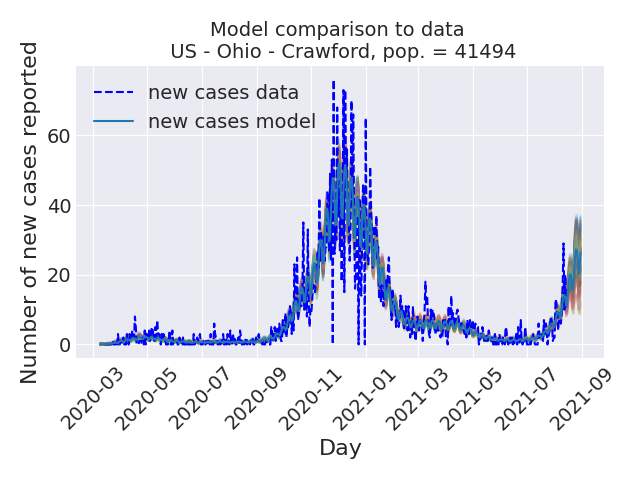 Model comparison to data
US - Ohio - Crawford, pop. = 41494
Number of new cases reported
new cases data
new cases model
60
40
20
0
2020-03
2020-05
2020-07
2020-09
2020-11
2021-01
2021-03
2021-05
2021-07
2021-09
Day